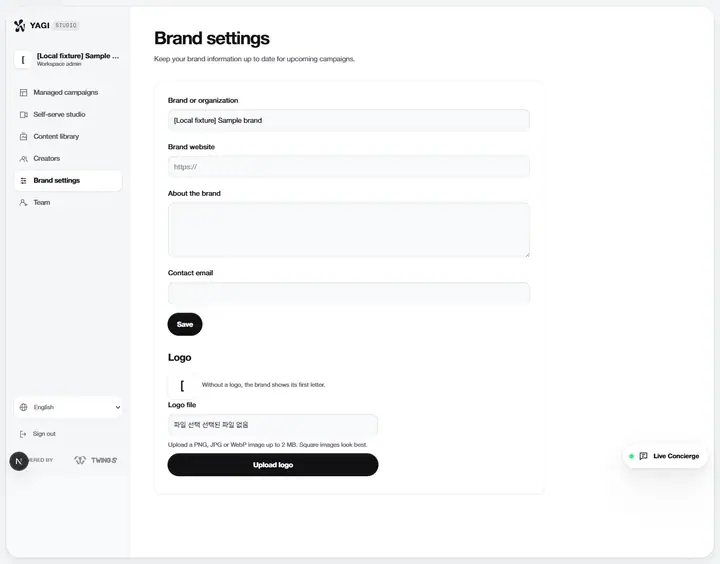 YAGI STUDIO
[
[Local fixture] Sample ...
Workspace admin
Managed campaigns
Self-serve studio
Content library
Creators
Brand settings
Team
English
Sign out
N
ERED BY
TWINGS
Brand settings
Keep your brand information up to date for upcoming campaigns.
Brand or organization
[Local fixture] Sample brand
Brand website
https://
About the brand
Contact email
Save
Logo
[
Without a logo, the brand shows its first letter.
Logo file
파일 선택 선택된 파일 없음
Upload a PNG, JPG or WebP image up to 2 MB. Square images look best.
Upload logo
Live Concierge